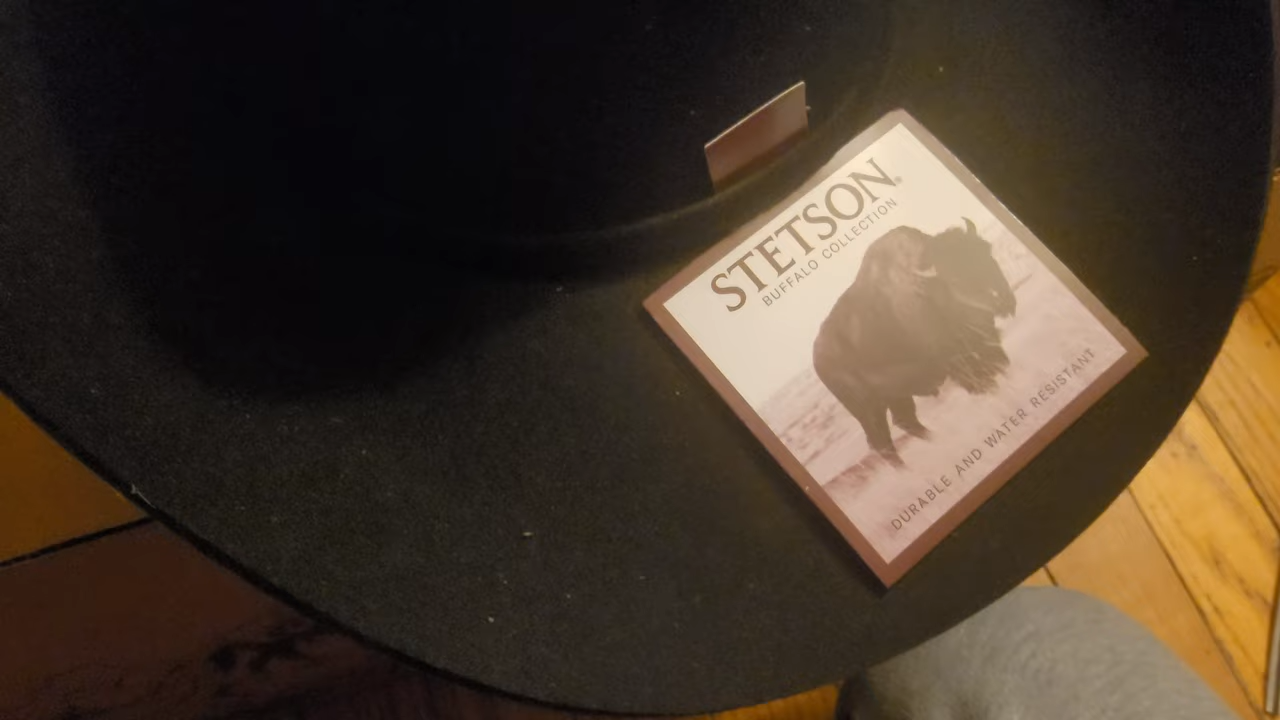 STETSON®
BUFFALO COLLECTION
DURABLE AND WATER RESISTANT